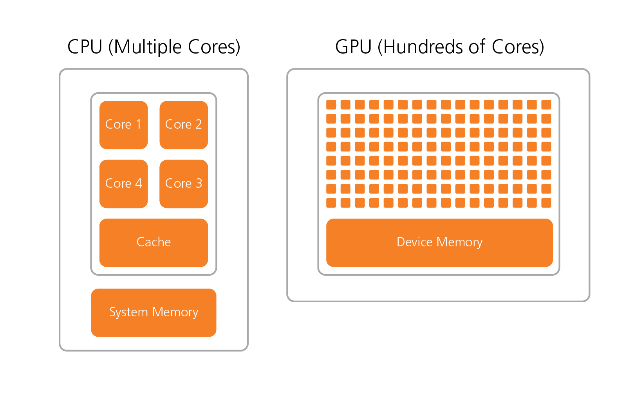 CPU (Multiple Cores)
GPU (Hundreds of Cores)
Core 1
Core 2
Core 4
Core 3
Cache
System Memory
Device Memory